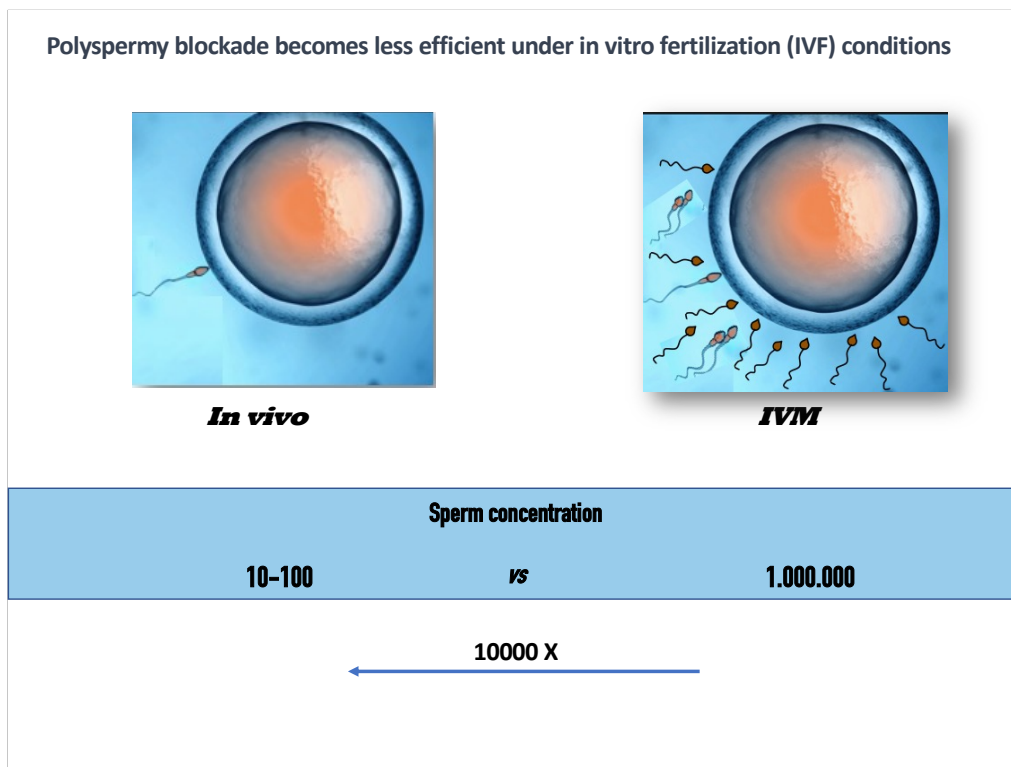 Polyspermy blockade becomes less efficient under in vitro fertilization (IVF) conditions
In vivo
IVM
Sperm concentration
10-100 vs 1.000.000
10000 X